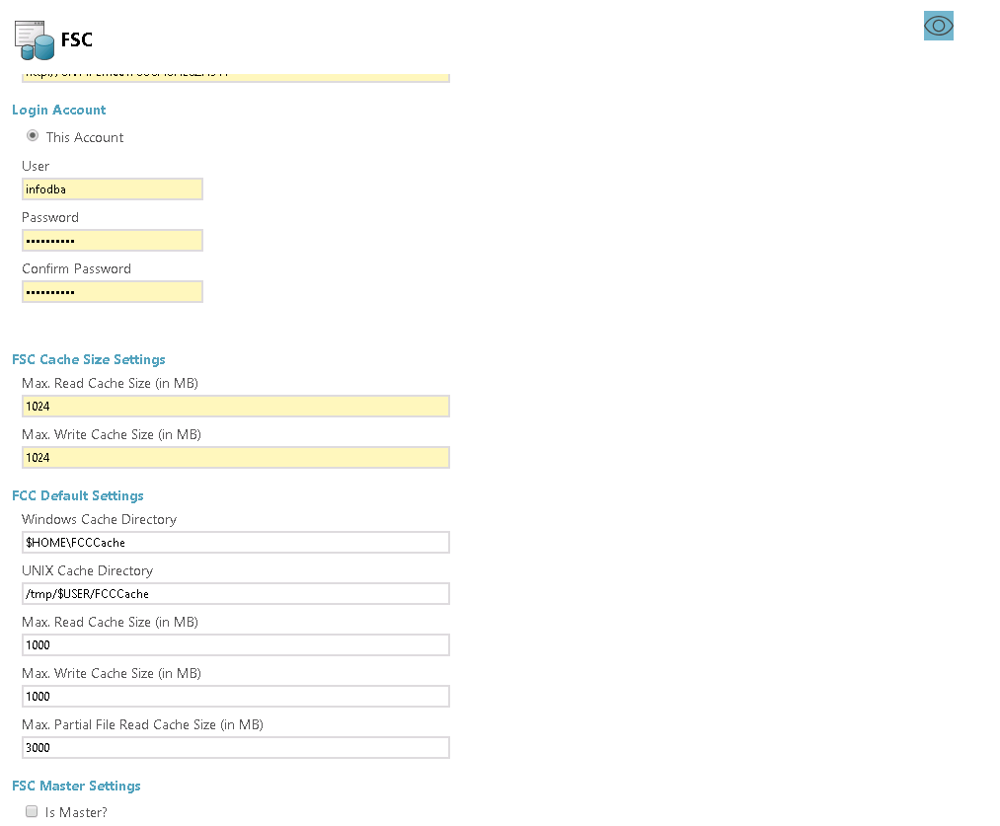 FSC
Login Account
This Account
User
infodba
Password
••••••••••
Confirm Password
••••••••••
FSC Cache Size Settings
Max. Read Cache Size (in MB)
1024
Max. Write Cache Size (in MB)
1024
FCC Default Settings
Windows Cache Directory
$HOME\FCCCache
UNIX Cache Directory
/tmp/$USER/FCCCache
Max. Read Cache Size (in MB)
1000
Max. Write Cache Size (in MB)
1000
Max. Partial File Read Cache Size (in MB)
3000
FSC Master Settings
Is Master?